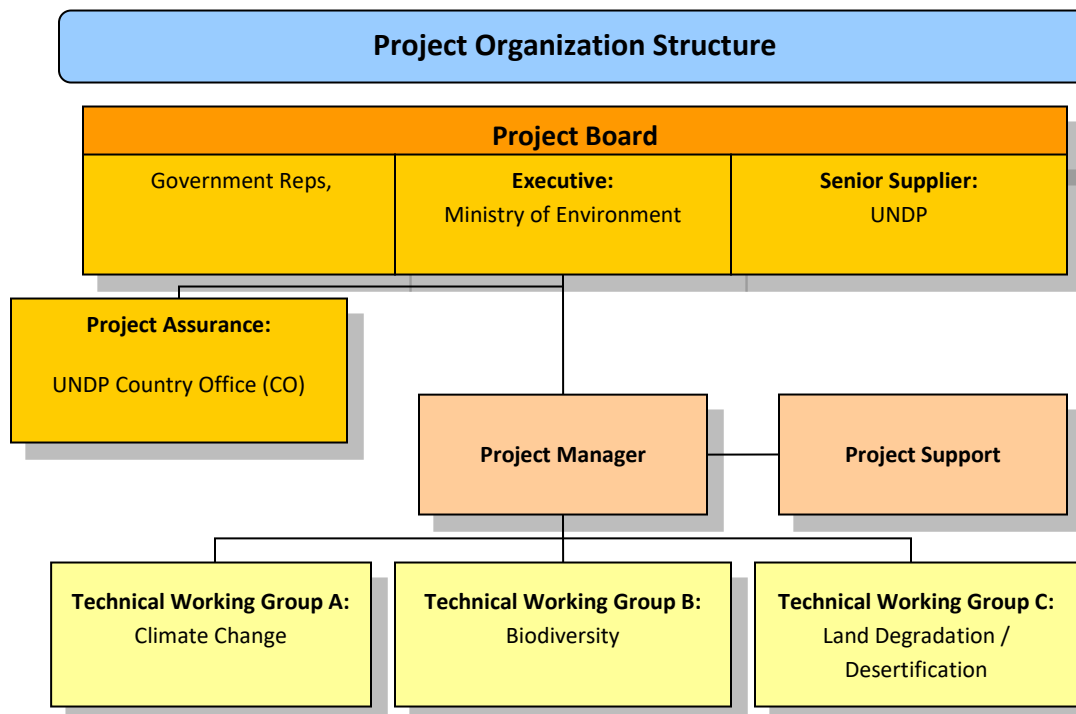 Project Organization Structure
Project Board
Government Reps,
Executive:
Ministry of Environment
Senior Supplier:
UNDP
Project Assurance:
UNDP Country Office (CO)
Project Manager
Project Support
Technical Working Group A:
Climate Change
Technical Working Group B:
Biodiversity
Technical Working Group C:
Land Degradation /
Desertification